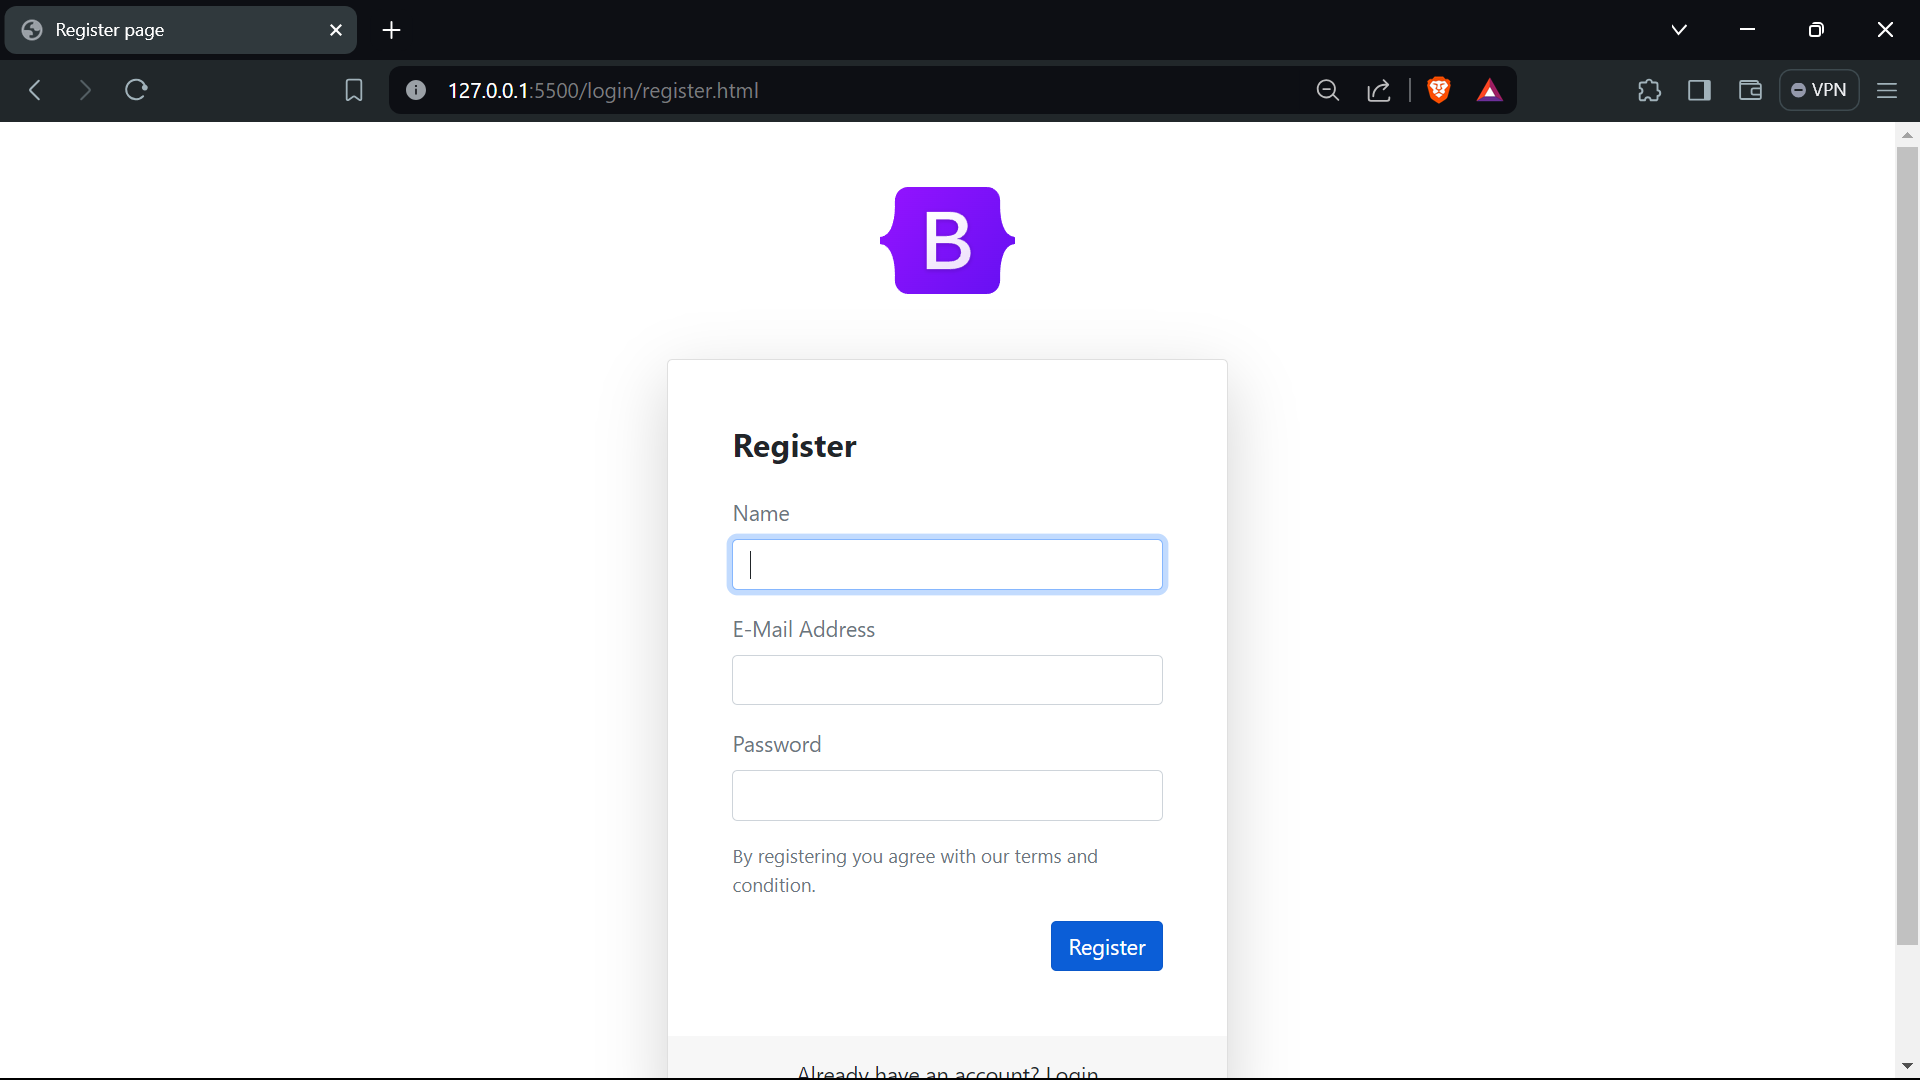 Register page
127.0.0.1:5500/login/register.html
VPN
B
Register
Name
E-Mail Address
Password
By registering you agree with our terms and
condition.
Register
Already have an account? Login